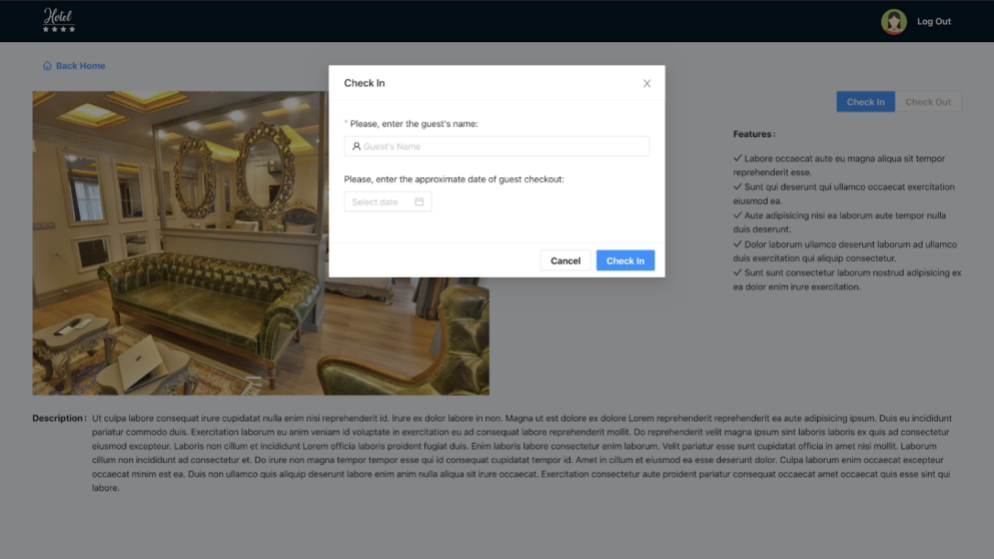 Hotel
Log Out
Back Home
Check In
Please, enter the guest's name:
Guest's Name
Please, enter the approximate date of guest checkout:
Select date
Cancel
Check In
Check In
Check Out
Features :
Labore occaecat aute eu magna aliqua sit tempor
reprehenderit esse.
Sunt qui deserunt qui ullamco occaecat exercitation
eiusmod ea.
Aute adipisicing nisi ea laborum aute tempor nulla
duis deserunt.
Dolor laborum ullamco deserunt laborum ad ullamco
duis exercitation qui aliquip consectetur.
Sunt sunt consectetur laborum nostrud adipisicing ex
ea dolor enim irure exercitation.
Description : Ut culpa labore consequat irure cupidatat nulla enim nisi reprehenderit id. Irure ex dolor labore in non. Magna ut est dolore ex dolore Lorem reprehenderit reprehenderit ea aute adipisicing ipsum. Duis eu incididunt
pariatur commodo duis. Exercitation laborum eu anim veniam id voluptate in exercitation eu ad consequat labore reprehenderit mollit. Do reprehenderit velit magna ipsum sint laboris laboris ex quis ad consectetur
eiusmod excepteur. Laboris non cillum et incididunt Lorem officia laboris proident fugiat duis. Enim laboris labore consectetur enim laborum. Velit pariatur esse sunt cupidatat officia in amet nisi mollit. Laborum
cillum non incididunt ad consectetur et. Do irure non magna tempor tempor esse qui id consequat cupidatat tempor id. Amet in cillum et eiusmod ea esse deserunt dolor. Culpa laborum enim occaecat excepteur
occaecat minim est ea. Duis non ullamco quis aliquip deserunt labore enim anim nulla aliqua sit irure occaecat. Exercitation consectetur aute proident pariatur consequat occaecat amet occaecat quis esse sint qui
labore.